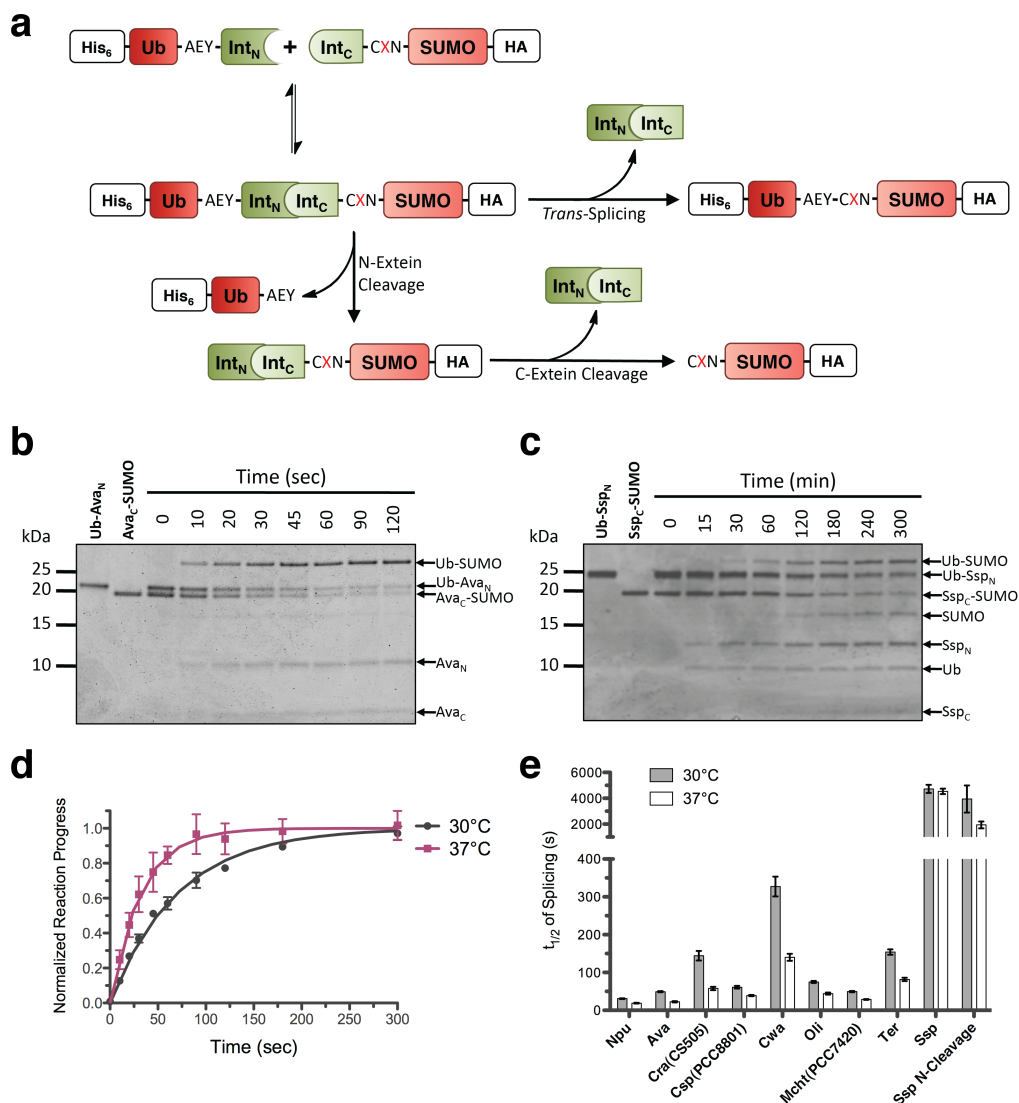 a
His6 Ub AEY IntN + IntC CXN SUMO HA
IntN IntC
His6 Ub AEY IntN IntC CXN SUMO HA
Trans-Splicing
His6 Ub AEY-CXN SUMO HA
N-Extein
Cleavage
His6 Ub AEY
IntN IntC
IntN IntC CXN SUMO HA
C-Extein Cleavage
CXN SUMO HA
b
Ub-AvaN
AvaC-SUMO
Time (sec)
0 10 20 30 45 60 90 120
kDa
25
20
15
10
Ub-SUMO
Ub-AvaN
AvaC-SUMO
AvaN
AvaC
c
Ub-SspN
SspC-SUMO
Time (min)
0 15 30 60 120 180 240 300
kDa
25
20
15
10
Ub-SUMO
Ub-SspN
SspC-SUMO
SUMO
SspN
Ub
SspC
d
Normalized Reaction Progress
1.0
0.8
0.6
0.4
0.2
0.0
0 50 100 150 200 250 300
Time (sec)
30°C
37°C
e
t1/2 of Splicing (s)
6000
4000
2000
400
300
200
100
0
30°C
37°C
Npu
Ava
Cra(CS505)
Csp(PCC8801)
Cwa
Oli
Mcht(PCC7420)
Ter
Ssp
Ssp N-Cleavage